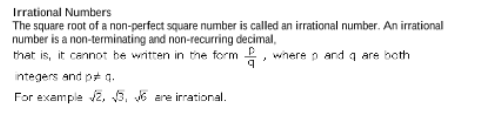 Irrational Numbers
The square root of a non-perfect square number is called an irrational number. An irrational
number is a non-terminating and non-recurring decimal,
that is, it cannot be written in the form p/q , where p and q are both
integers and p≠ q.
For example √2, √3, √6 are irrational.